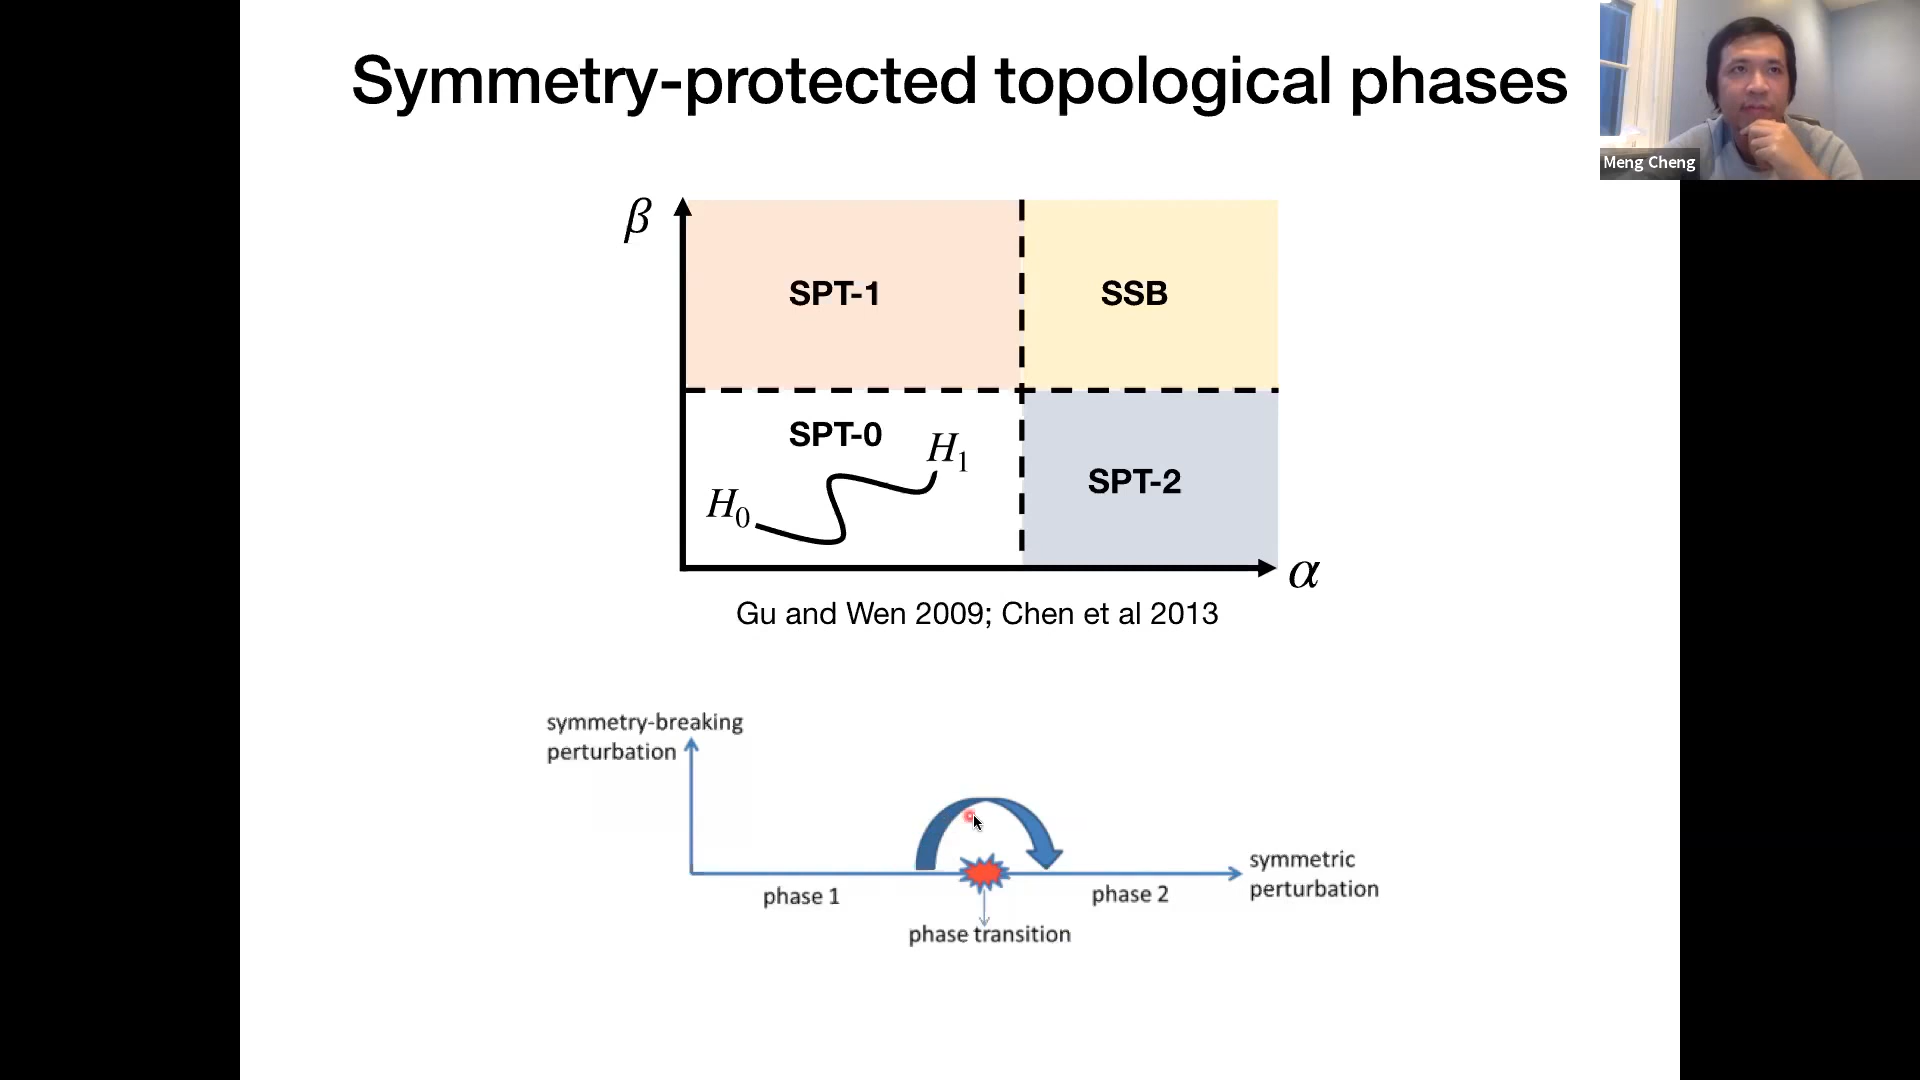 Symmetry-protected topological phases
Meng Cheng
β
SPT-1
SSB
SPT-0
H₁
SPT-2
H₀
α
Gu and Wen 2009; Chen et al 2013
symmetry-breaking
perturbation
symmetric
perturbation
phase 1
phase 2
phase transition